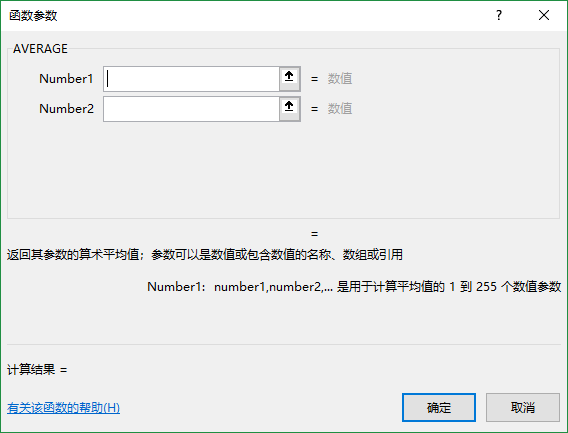 函数参数 ?
AVERAGE
Number1 = 数值
Number2 = 数值
=
返回其参数的算术平均值；参数可以是数值或包含数值的名称、数组或引用
Number1: number1,number2,... 是用于计算平均值的 1 到 255 个数值参数
计算结果 =
有关该函数的帮助(H) 确定 取消